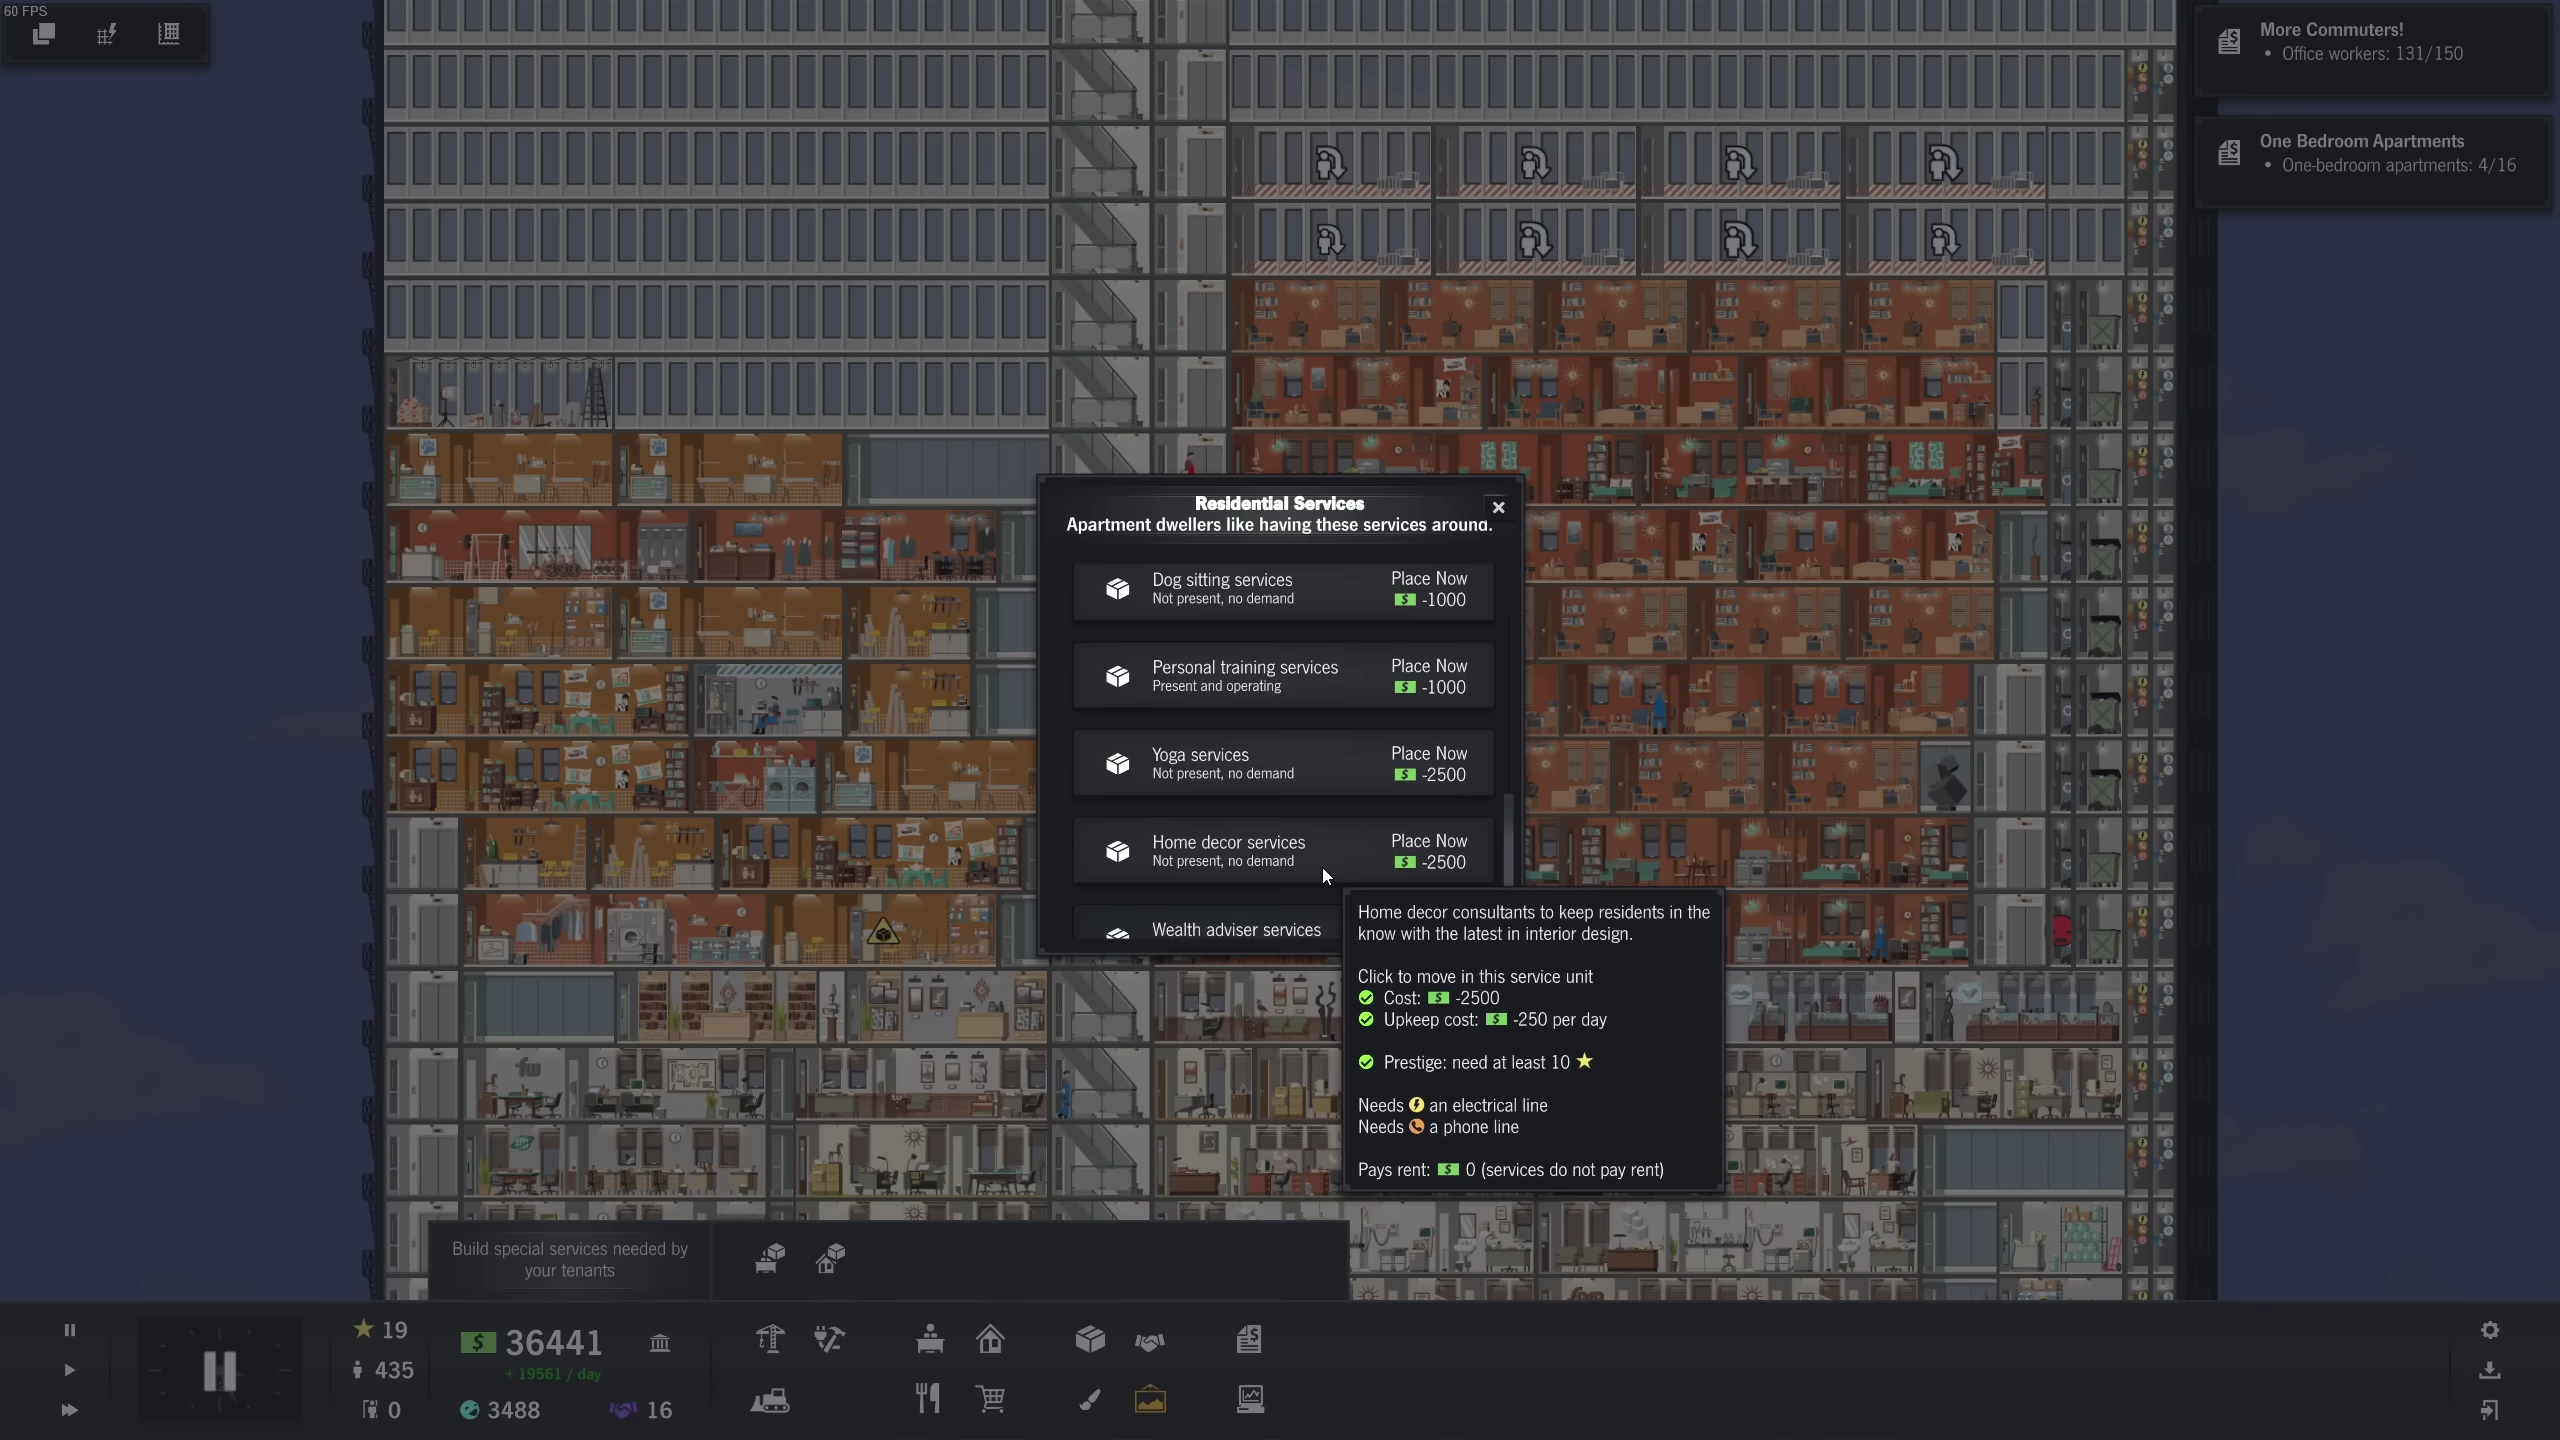 60 FPS
More Commuters!
• Office workers: 131/150
One Bedroom Apartments
• One-bedroom apartments: 4/16
Residential Services
Apartment dwellers like having these services around.
Dog sitting services
Not present, no demand
Place Now
$ -1000
Personal training services
Present and operating
Place Now
$ -1000
Yoga services
Not present, no demand
Place Now
$ -2500
Home decor services
Not present, no demand
Place Now
$ -2500
Wealth adviser services
Home decor consultants to keep residents in the
know with the latest in interior design.
Click to move in this service unit
Cost: $ -2500
Upkeep cost: $ -250 per day
Prestige: need at least 10
Needs an electrical line
Needs a phone line
Pays rent: $ 0 (services do not pay rent)
Build special services needed by
your tenants
19
435
0
$ 36441
+ 19561 / day
3488
16